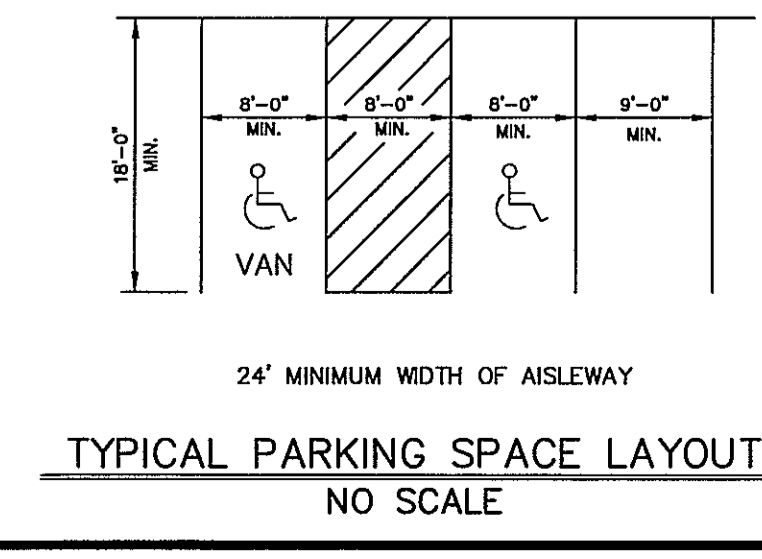 8'-0" 8'-0" 8'-0" 9'-0"
MIN. MIN. MIN. MIN.
18'-0"
MIN.
VAN
24' MINIMUM WIDTH OF AISLEWAY
TYPICAL PARKING SPACE LAYOUT
NO SCALE